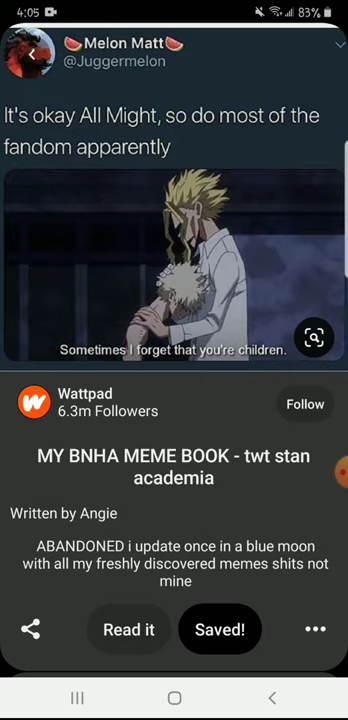 4:05 83%
🍉Melon Matt🍉
@Juggermelon
It's okay All Might, so do most of the
fandom apparently
Sometimes I forget that you're children.
Wattpad
6.3m Followers
Follow
MY BNHA MEME BOOK - twt stan
academia
Written by Angie
ABANDONED i update once in a blue moon
with all my freshly discovered memes shits not
mine
Read it
Saved!